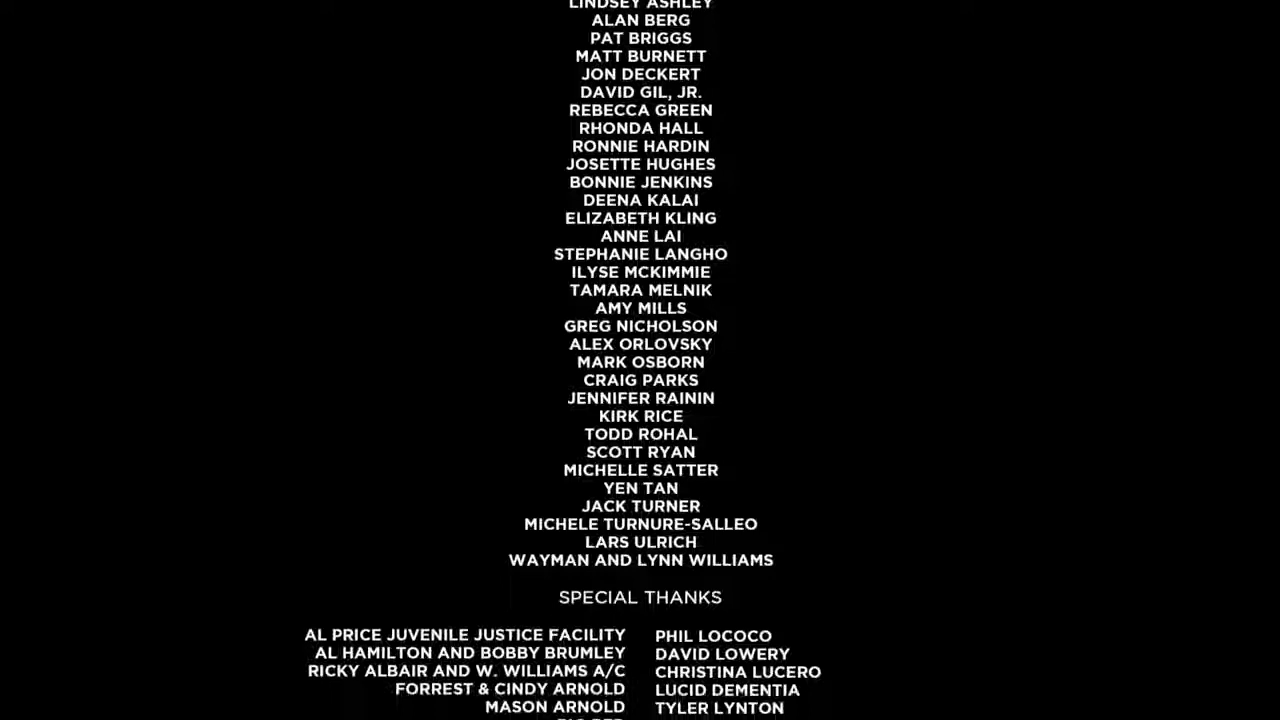 LINDSEY ASHLEY
ALAN BERG
PAT BRIGGS
MATT BURNETT
JON DECKERT
DAVID GIL, JR.
REBECCA GREEN
RHONDA HALL
RONNIE HARDIN
JOSETTE HUGHES
BONNIE JENKINS
DEENA KALAI
ELIZABETH KLING
ANNE LAI
STEPHANIE LANGHO
ILYSE MCKIMMIE
TAMARA MELNIK
AMY MILLS
GREG NICHOLSON
ALEX ORLOVSKY
MARK OSBORN
CRAIG PARKS
JENNIFER RAININ
KIRK RICE
TODD ROHAL
SCOTT RYAN
MICHELLE SATTER
YEN TAN
JACK TURNER
MICHELE TURNURE-SALLEO
LARS ULRICH
WAYMAN AND LYNN WILLIAMS
SPECIAL THANKS
AL PRICE JUVENILE JUSTICE FACILITY
AL HAMILTON AND BOBBY BRUMLEY
RICKY ALBAIR AND W. WILLIAMS A/C
FORREST & CINDY ARNOLD
MASON ARNOLD
PHIL LOCOCO
DAVID LOWERY
CHRISTINA LUCERO
LUCID DEMENTIA
TYLER LYNTON